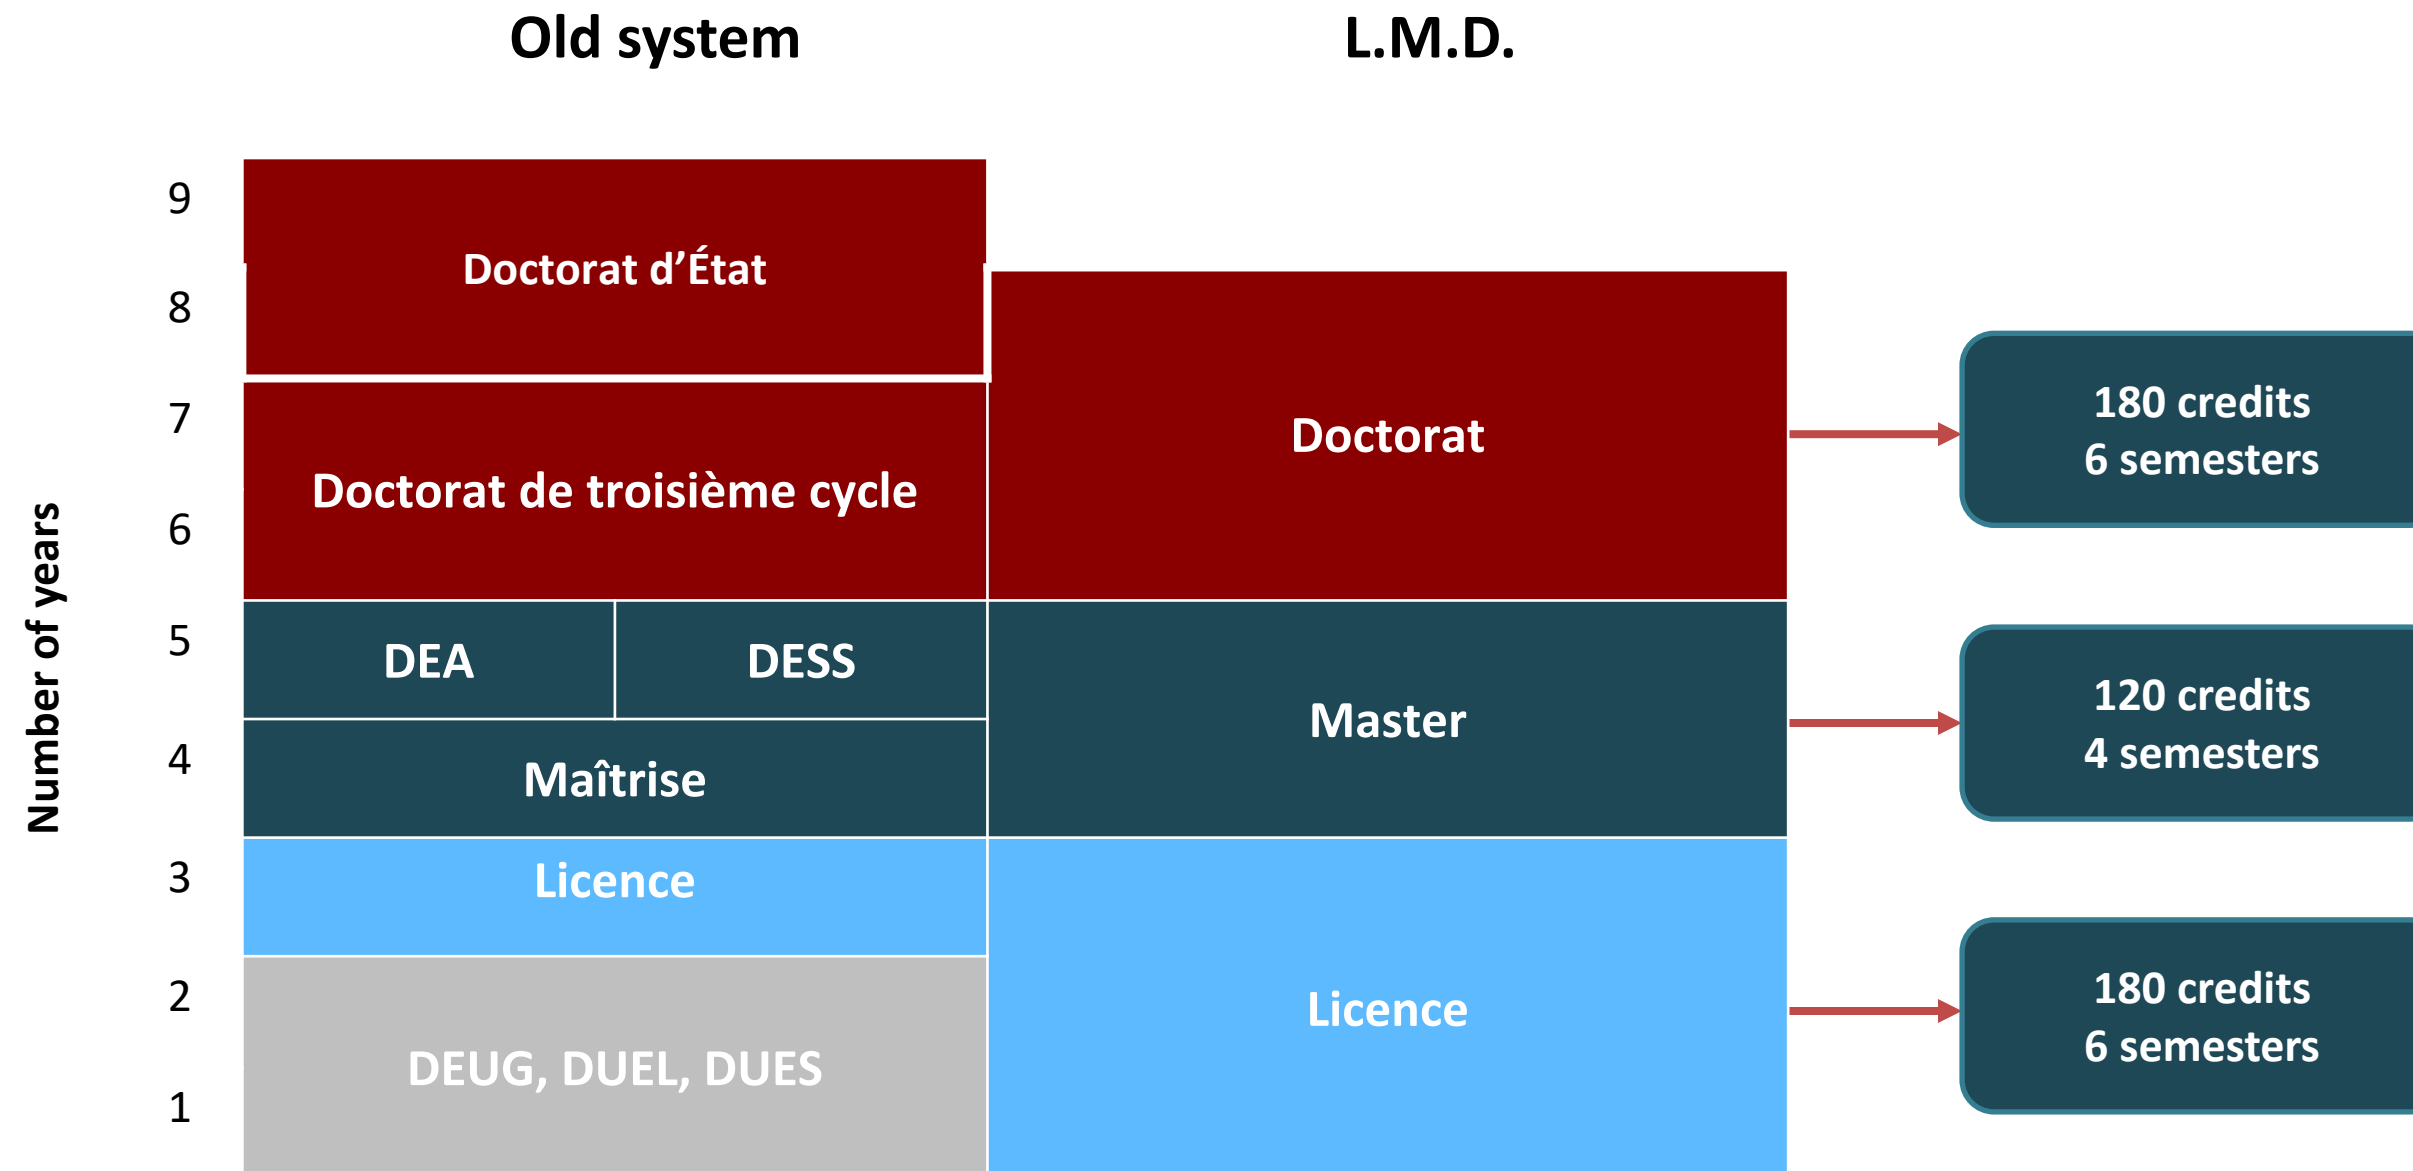 Old system
L.M.D.
Number of years
9
8
7
6
5
4
3
2
1
Doctorat d’État
Doctorat de troisième cycle
DEA
DESS
Maîtrise
Licence
DEUG, DUEL, DUES
Doctorat
Master
Licence
180 credits
6 semesters
120 credits
4 semesters
180 credits
6 semesters